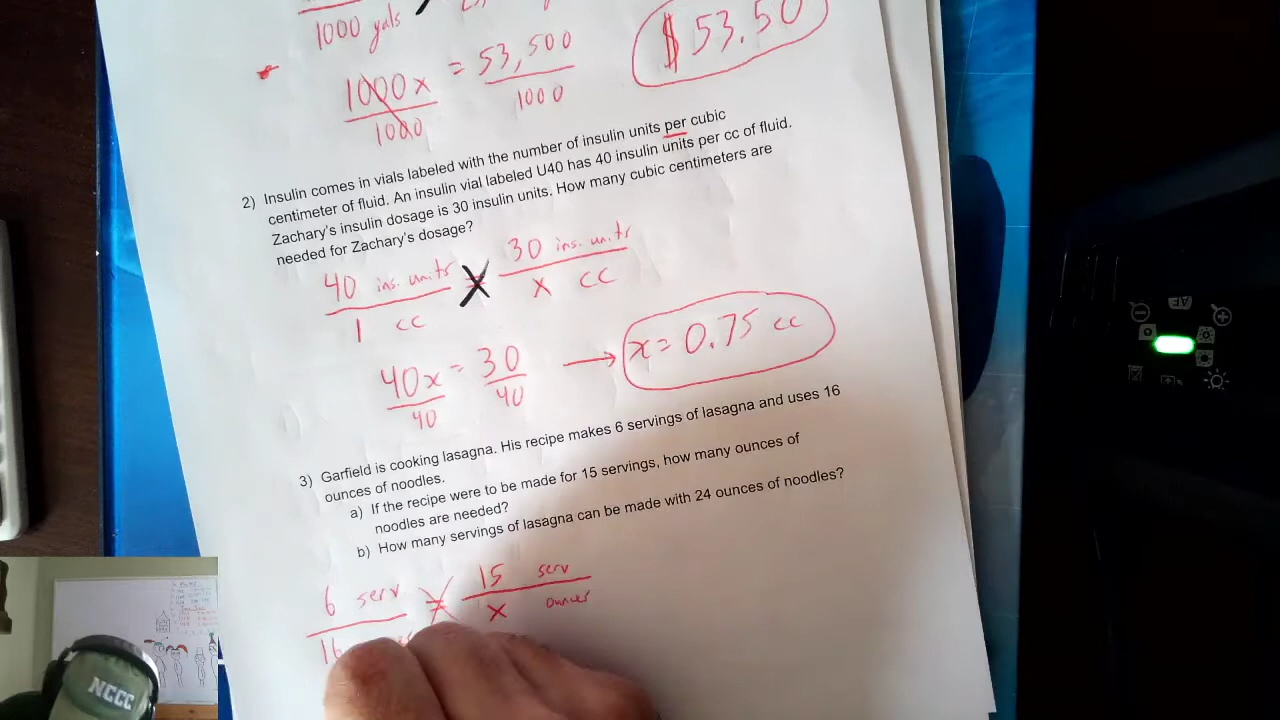 1000 gals
$53.50
1000x = 53,500
1000 1000
2) Insulin comes in vials labeled with the number of insulin units per cubic
centimeter of fluid. An insulin vial labeled U40 has 40 insulin units per cc of fluid.
Zachary's insulin dosage is 30 insulin units. How many cubic centimeters are
needed for Zachary's dosage?
40 ins. units = 30 ins. units
1 cc x cc
40x = 30 → x = 0.75 cc
40 40
3) Garfield is cooking lasagna. His recipe makes 6 servings of lasagna and uses 16
ounces of noodles.
a) If the recipe were to be made for 15 servings, how many ounces of
noodles are needed?
b) How many servings of lasagna can be made with 24 ounces of noodles?
6 serv = 15 serv
16 x ounces
NCCC
AF